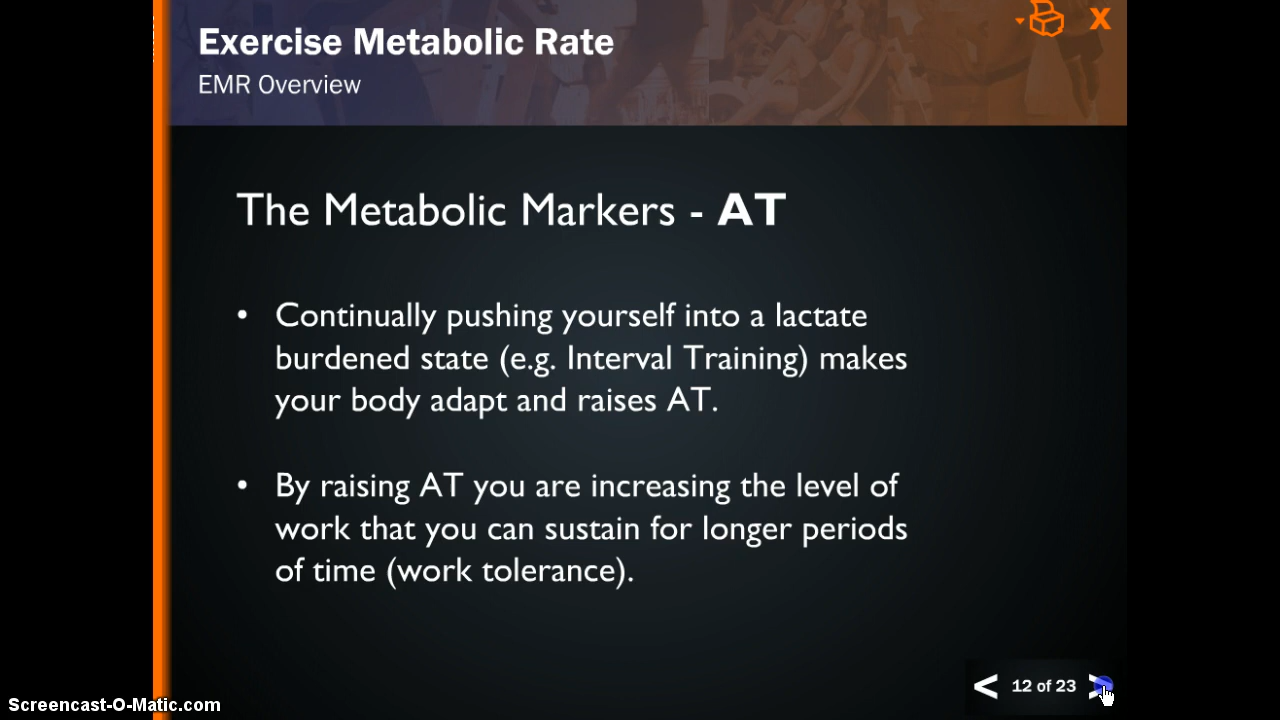 Exercise Metabolic Rate
X
EMR Overview
The Metabolic Markers - AT
• Continually pushing yourself into a lactate
burdened state (e.g. Interval Training) makes
your body adapt and raises AT.
• By raising AT you are increasing the level of
work that you can sustain for longer periods
of time (work tolerance).
< 12 of 23 >
Screencast-O-Matic.com